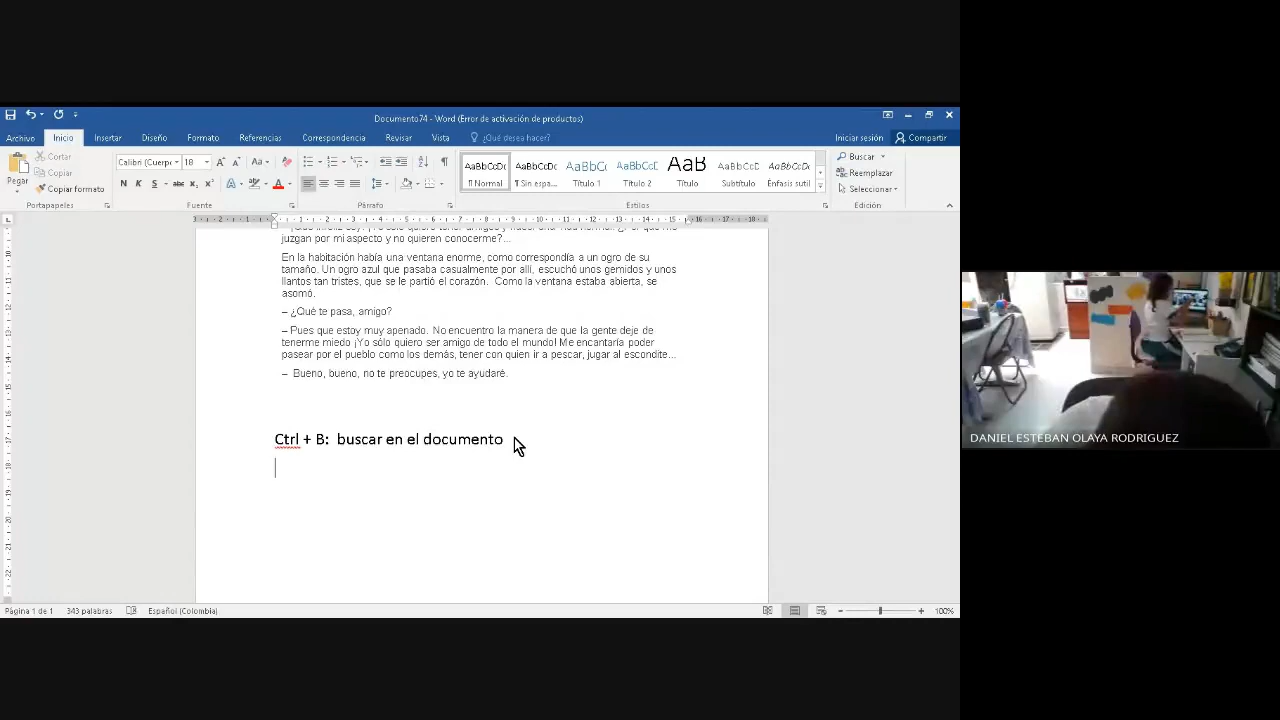 Documento74 - Word (Error de activación de productos)
Archivo Inicio Insertar Diseño Formato Referencias Correspondencia Revisar Vista ¿Qué desea hacer? Iniciar sesión Compartir
Pegar
Cortar
Copiar
Copiar formato
Portapapeles
Calibri (Cuerpo 18
N K S abc x₂ x²
Fuente
Párrafo
AaBbCcDc AaBbCcDc AaBbCc AaBbCcD AaB AaBbCcD AaBbCcDc
¶ Normal ¶ Sin espa... Título 1 Título 2 Título Subtítulo Énfasis sutil
Estilos
Buscar
Reemplazar
Seleccionar
Edición
juzgan por mi aspecto y no quieren conocerme?...
En la habitación había una ventana enorme, como correspondía a un ogro de su
tamaño. Un ogro azul que pasaba casualmente por allí, escuchó unos gemidos y unos
llantos tan tristes, que se le partió el corazón. Como la ventana estaba abierta, se
asomó.
– ¿Qué te pasa, amigo?
– Pues que estoy muy apenado. No encuentro la manera de que la gente deje de
tenerme miedo ¡Yo sólo quiero ser amigo de todo el mundo! Me encantaría poder
pasear por el pueblo como los demás, tener con quien ir a pescar, jugar al escondite...
– Bueno, bueno, no te preocupes, yo te ayudaré.
Ctrl + B: buscar en el documento
Página 1 de 1 343 palabras Español (Colombia) 100%
DANIEL ESTEBAN OLAYA RODRIGUEZ